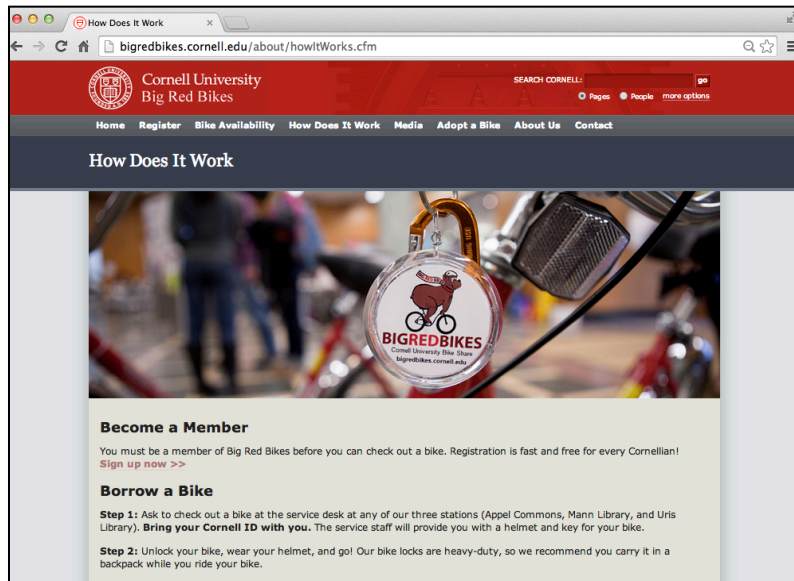 How Does It Work
bigredbikes.cornell.edu/about/howItWorks.cfm
Cornell University
Big Red Bikes
SEARCH CORNELL:
go
Pages People more options
Home Register Bike Availability How Does It Work Media Adopt a Bike About Us Contact
How Does It Work
BIG RED BIKES
BIGREDBIKES
Cornell University Bike Share
bigredbikes.cornell.edu
Become a Member
You must be a member of Big Red Bikes before you can check out a bike. Registration is fast and free for every Cornellian!
Sign up now >>
Borrow a Bike
Step 1: Ask to check out a bike at the service desk at any of our three stations (Appel Commons, Mann Library, and Uris
Library). Bring your Cornell ID with you. The service staff will provide you with a helmet and key for your bike.
Step 2: Unlock your bike, wear your helmet, and go! Our bike locks are heavy-duty, so we recommend you carry it in a
backpack while you ride your bike.